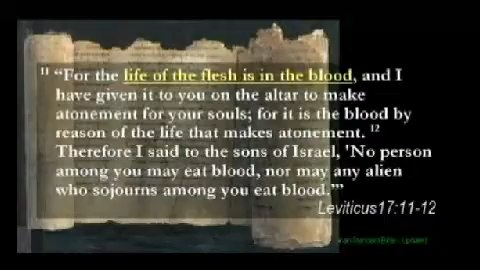 11 “For the life of the flesh is in the blood, and I
have given it to you on the altar to make
atonement for your souls; for it is the blood by
reason of the life that makes atonement. 12
Therefore I said to the sons of Israel, 'No person
among you may eat blood, nor may any alien
who sojourns among you eat blood.'”
Leviticus17:11-12